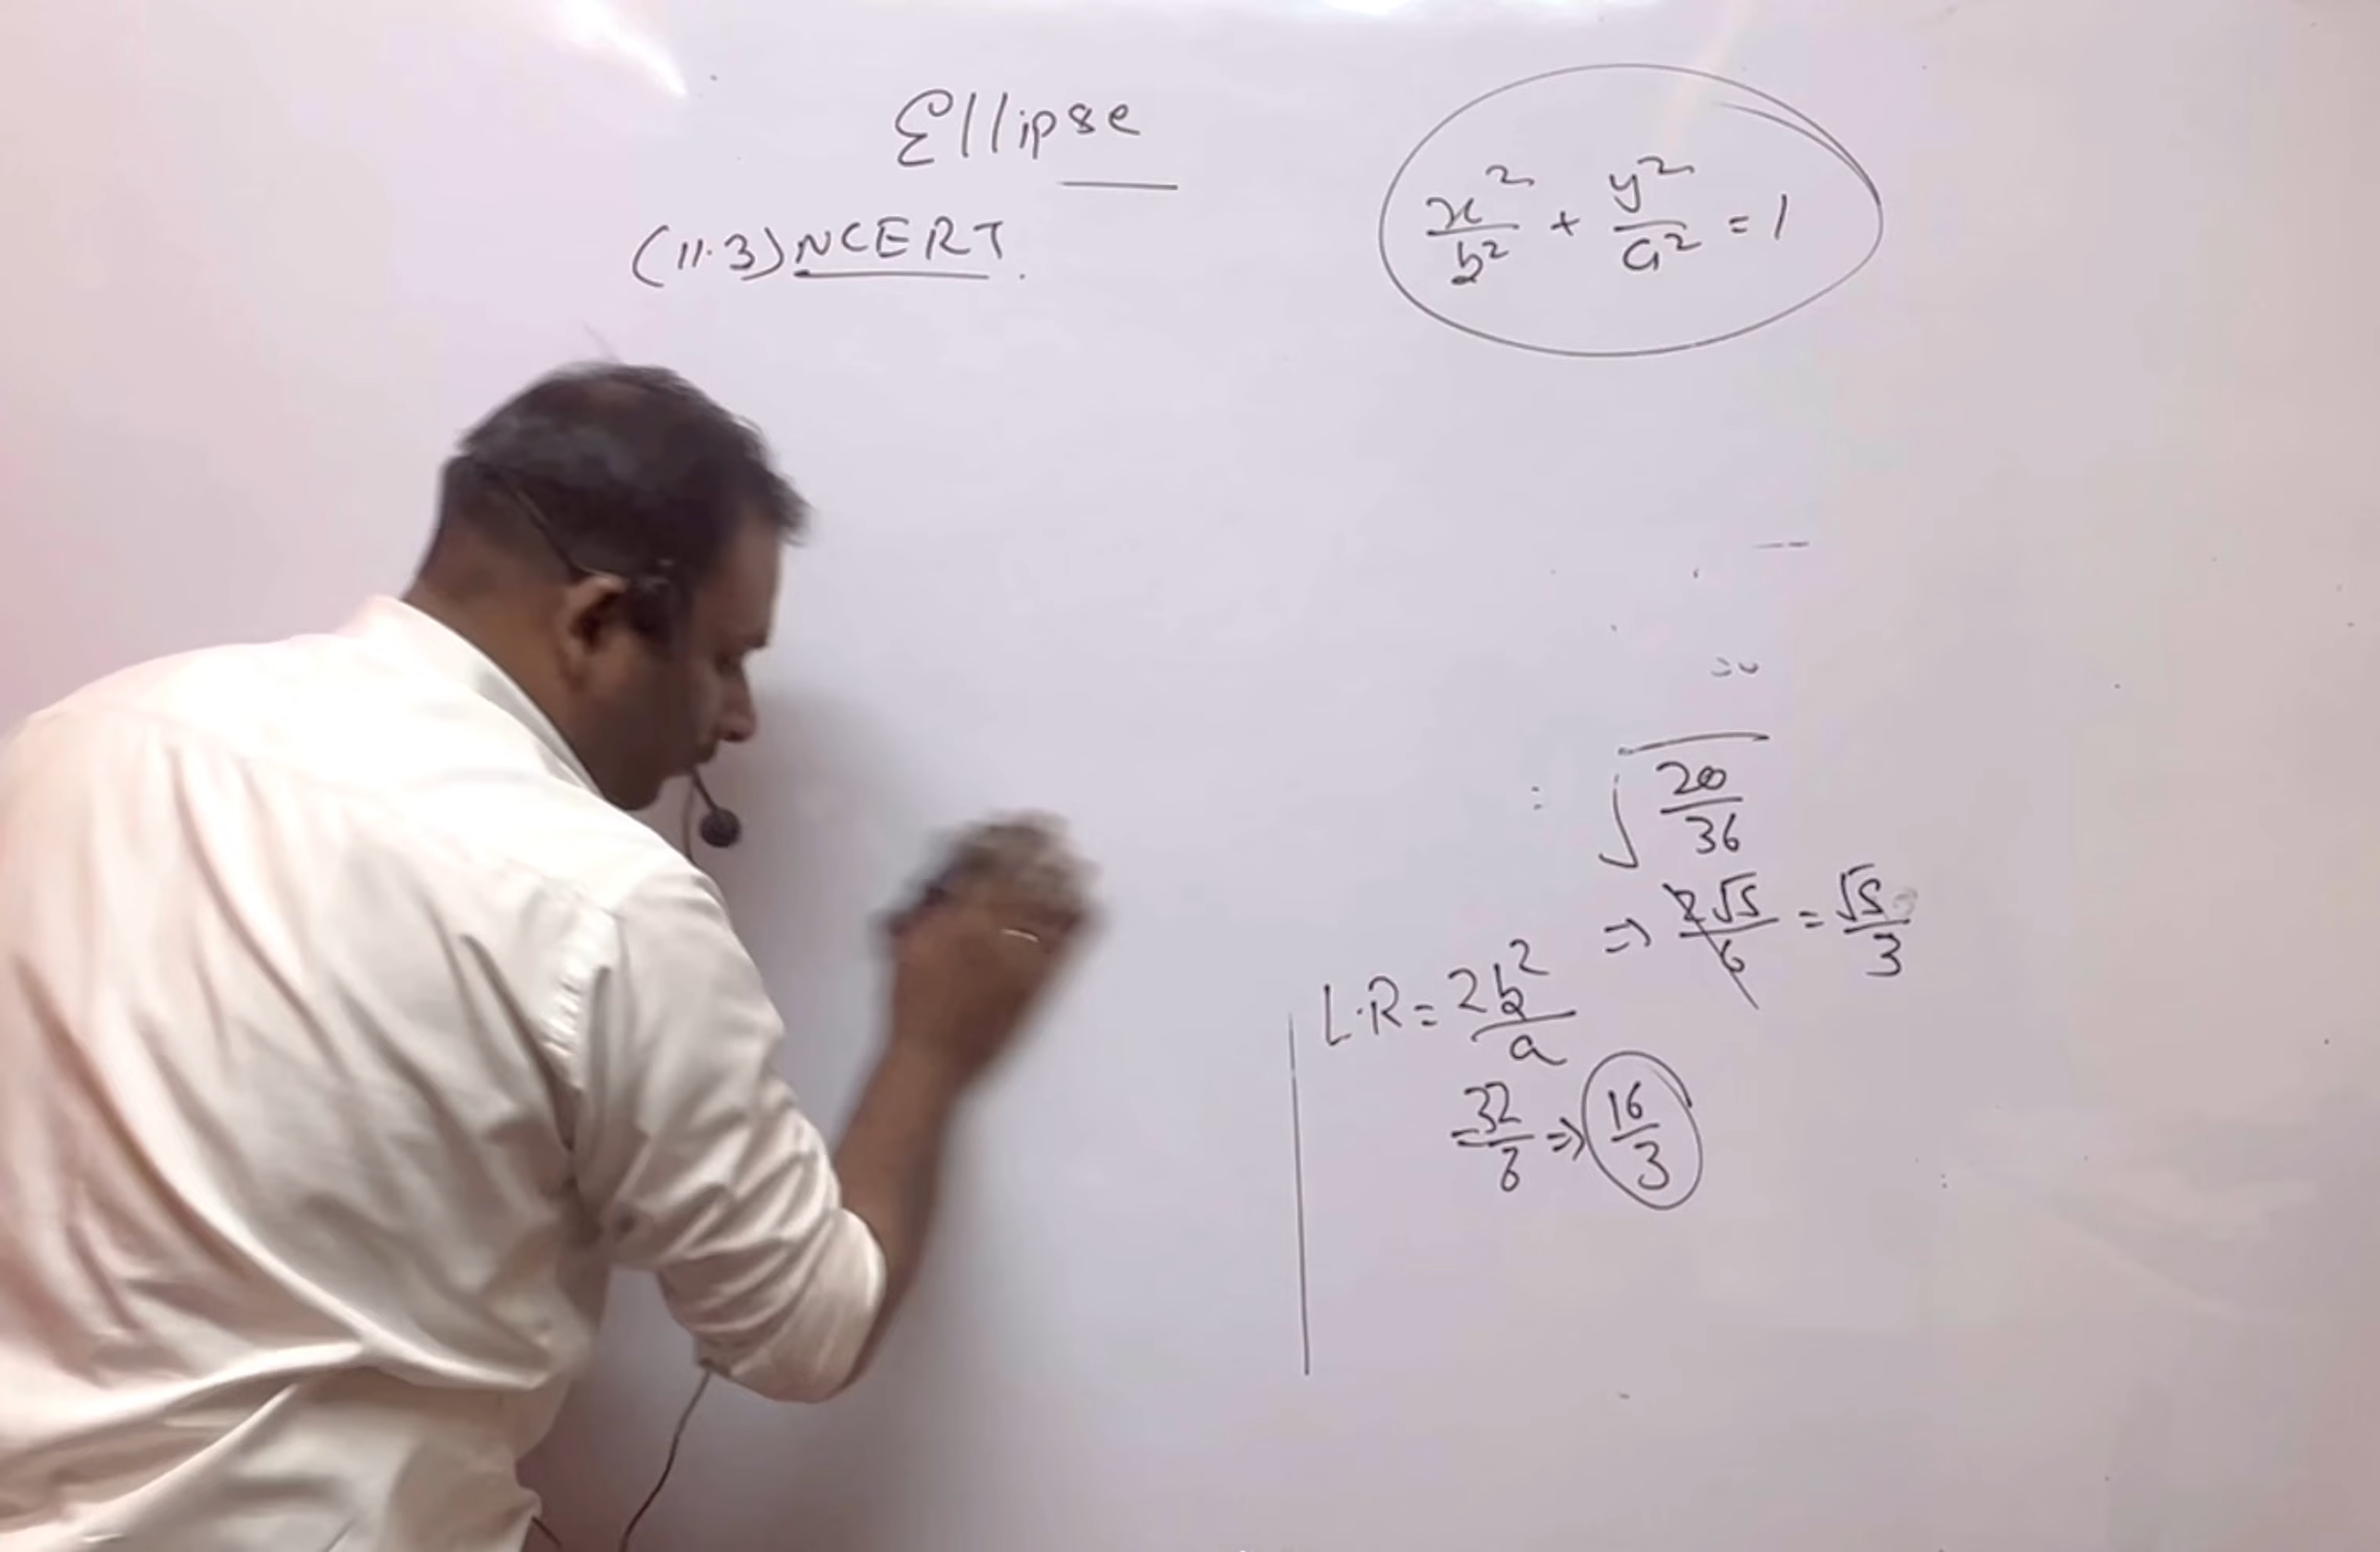 Ellipse
(11.3) NCERT.
x²/b² + y²/a² = 1
= √(20/36)
⇒ 2√5/6 = √5/3
L.R = 2b²/a
= 32/6 ⇒ 16/3